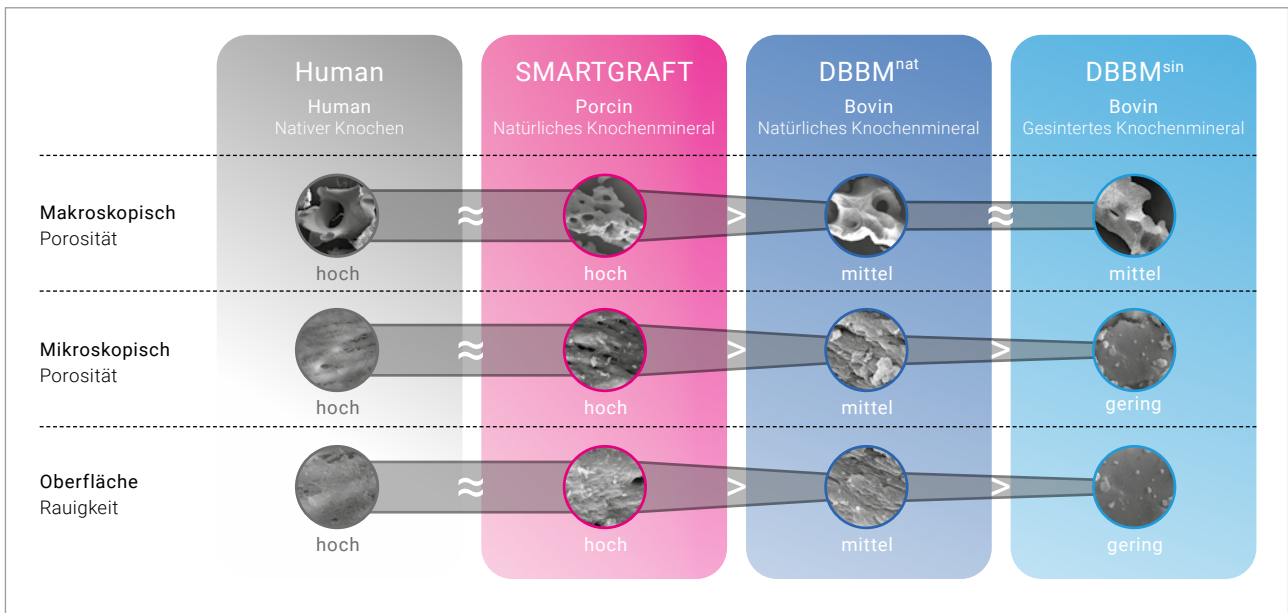 Human
Human
Nativer Knochen
SMARTGRAFT
Porcin
Natürliches Knochenmineral
DBBMnat
Bovin
Natürliches Knochenmineral
DBBMsin
Bovin
Gesintertes Knochenmineral
Makroskopisch
Porosität
≈ > ≈
hoch hoch mittel mittel
Mikroskopisch
Porosität
≈ > >
hoch hoch mittel gering
Oberfläche
Rauigkeit
≈ > >
hoch hoch mittel gering